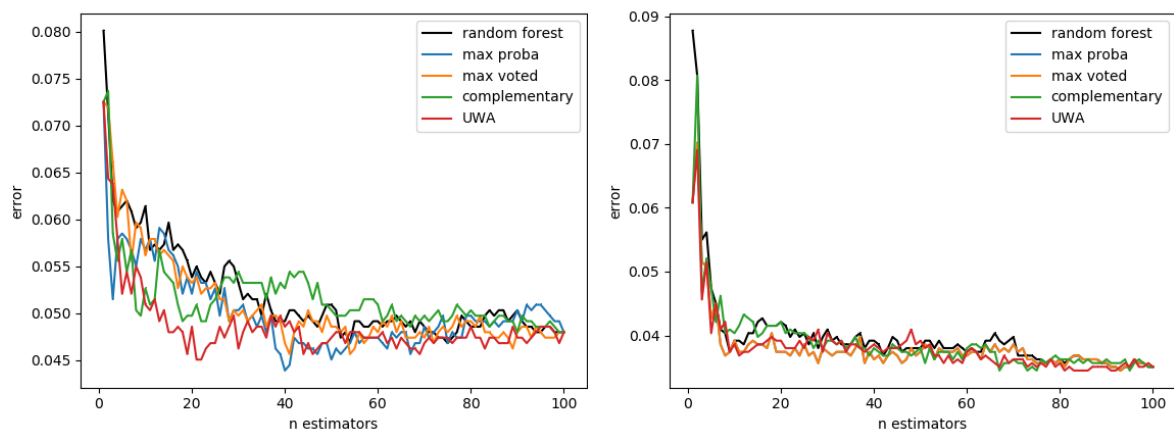 0.080
0.075
0.070
0.065
0.060
0.055
0.050
0.045
error
0
20
40
60
80
100
n estimators
random forest
max proba
max voted
complementary
UWA
0.09
0.08
0.07
0.06
0.05
0.04
error
0
20
40
60
80
100
n estimators
random forest
max proba
max voted
complementary
UWA